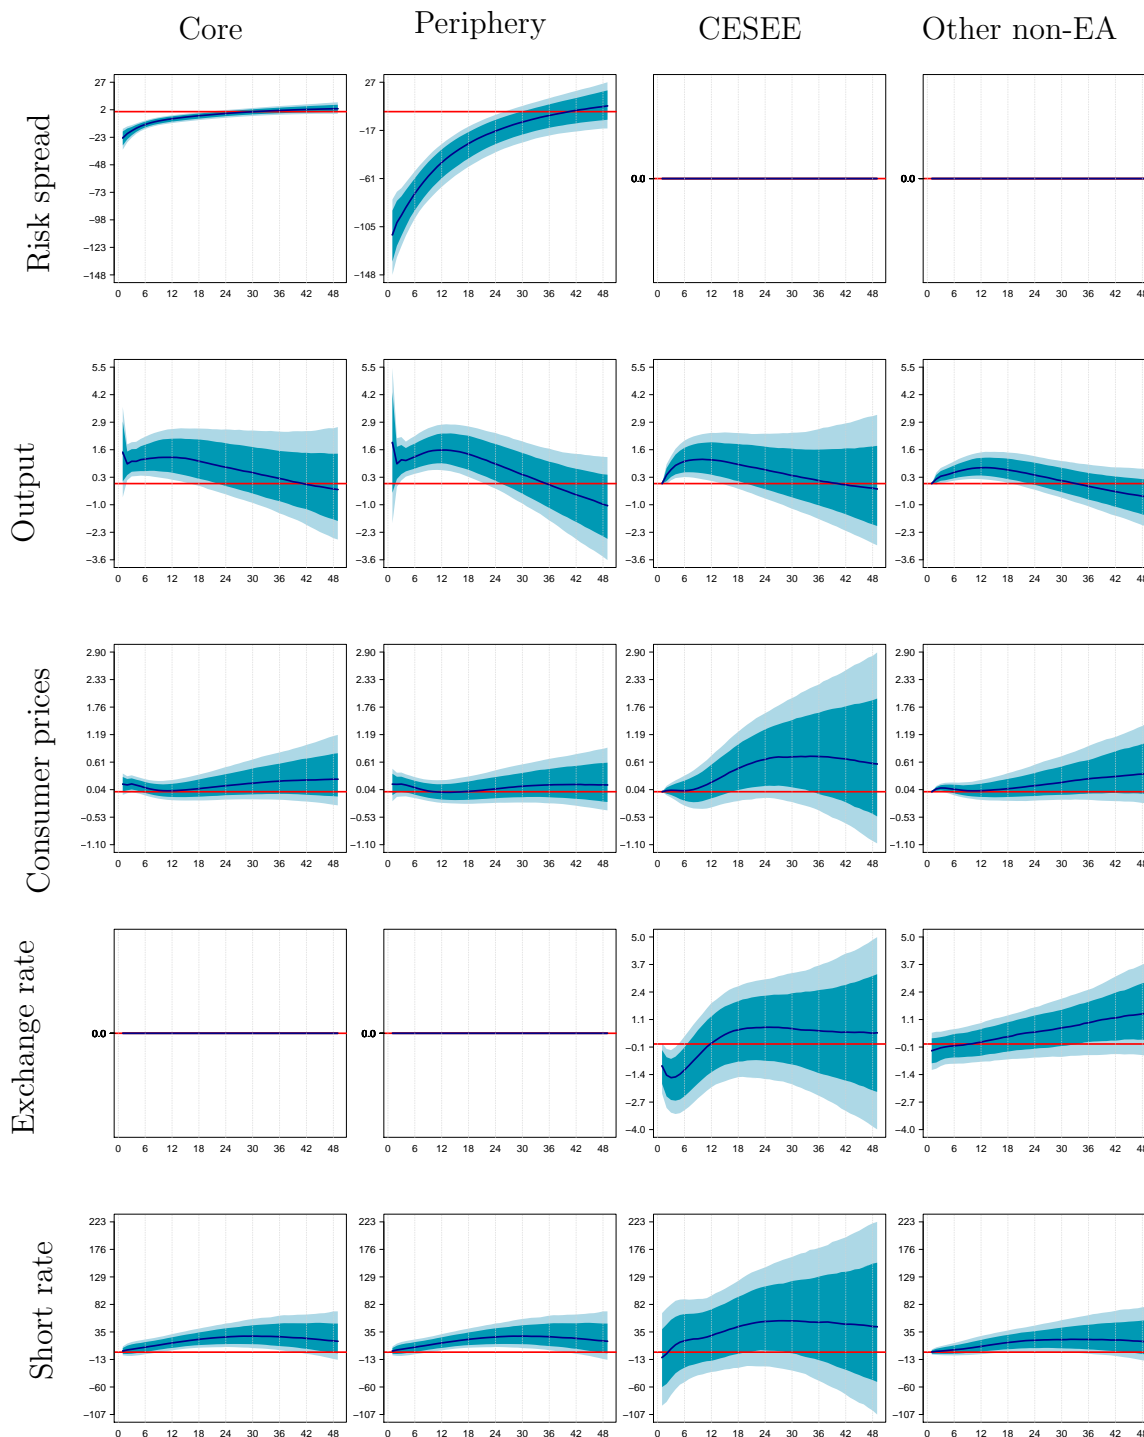 Core Periphery CESEE Other non-EA
Risk spread
27 2 −23 −48 −73 −98 −123 −148
0 6 12 18 24 30 36 42 48
27 −17 −61 −105 −148
0 6 12 18 24 30 36 42 48
0.0
0 6 12 18 24 30 36 42 48
0.0
0 6 12 18 24 30 36 42 48
Output
5.5 4.2 2.9 1.6 0.3 −1.0 −2.3 −3.6
0 6 12 18 24 30 36 42 48
5.5 4.2 2.9 1.6 0.3 −1.0 −2.3 −3.6
0 6 12 18 24 30 36 42 48
5.5 4.2 2.9 1.6 0.3 −1.0 −2.3 −3.6
0 6 12 18 24 30 36 42 48
5.5 4.2 2.9 1.6 0.3 −1.0 −2.3 −3.6
0 6 12 18 24 30 36 42 48
Consumer prices
2.90 2.33 1.76 1.19 0.61 0.04 −0.53 −1.10
0 6 12 18 24 30 36 42 48
2.90 2.33 1.76 1.19 0.61 0.04 −0.53 −1.10
0 6 12 18 24 30 36 42 48
2.90 2.33 1.76 1.19 0.61 0.04 −0.53 −1.10
0 6 12 18 24 30 36 42 48
2.90 2.33 1.76 1.19 0.61 0.04 −0.53 −1.10
0 6 12 18 24 30 36 42 48
Exchange rate
0.0
0 6 12 18 24 30 36 42 48
0.0
0 6 12 18 24 30 36 42 48
5.0 3.7 2.4 1.1 −0.1 −1.4 −2.7 −4.0
0 6 12 18 24 30 36 42 48
5.0 3.7 2.4 1.1 −0.1 −1.4 −2.7 −4.0
0 6 12 18 24 30 36 42 48
Short rate
223 176 129 82 35 −13 −60 −107
0 6 12 18 24 30 36 42 48
223 176 129 82 35 −13 −60 −107
0 6 12 18 24 30 36 42 48
223 176 129 82 35 −13 −60 −107
0 6 12 18 24 30 36 42 48
223 176 129 82 35 −13 −60 −107
0 6 12 18 24 30 36 42 48